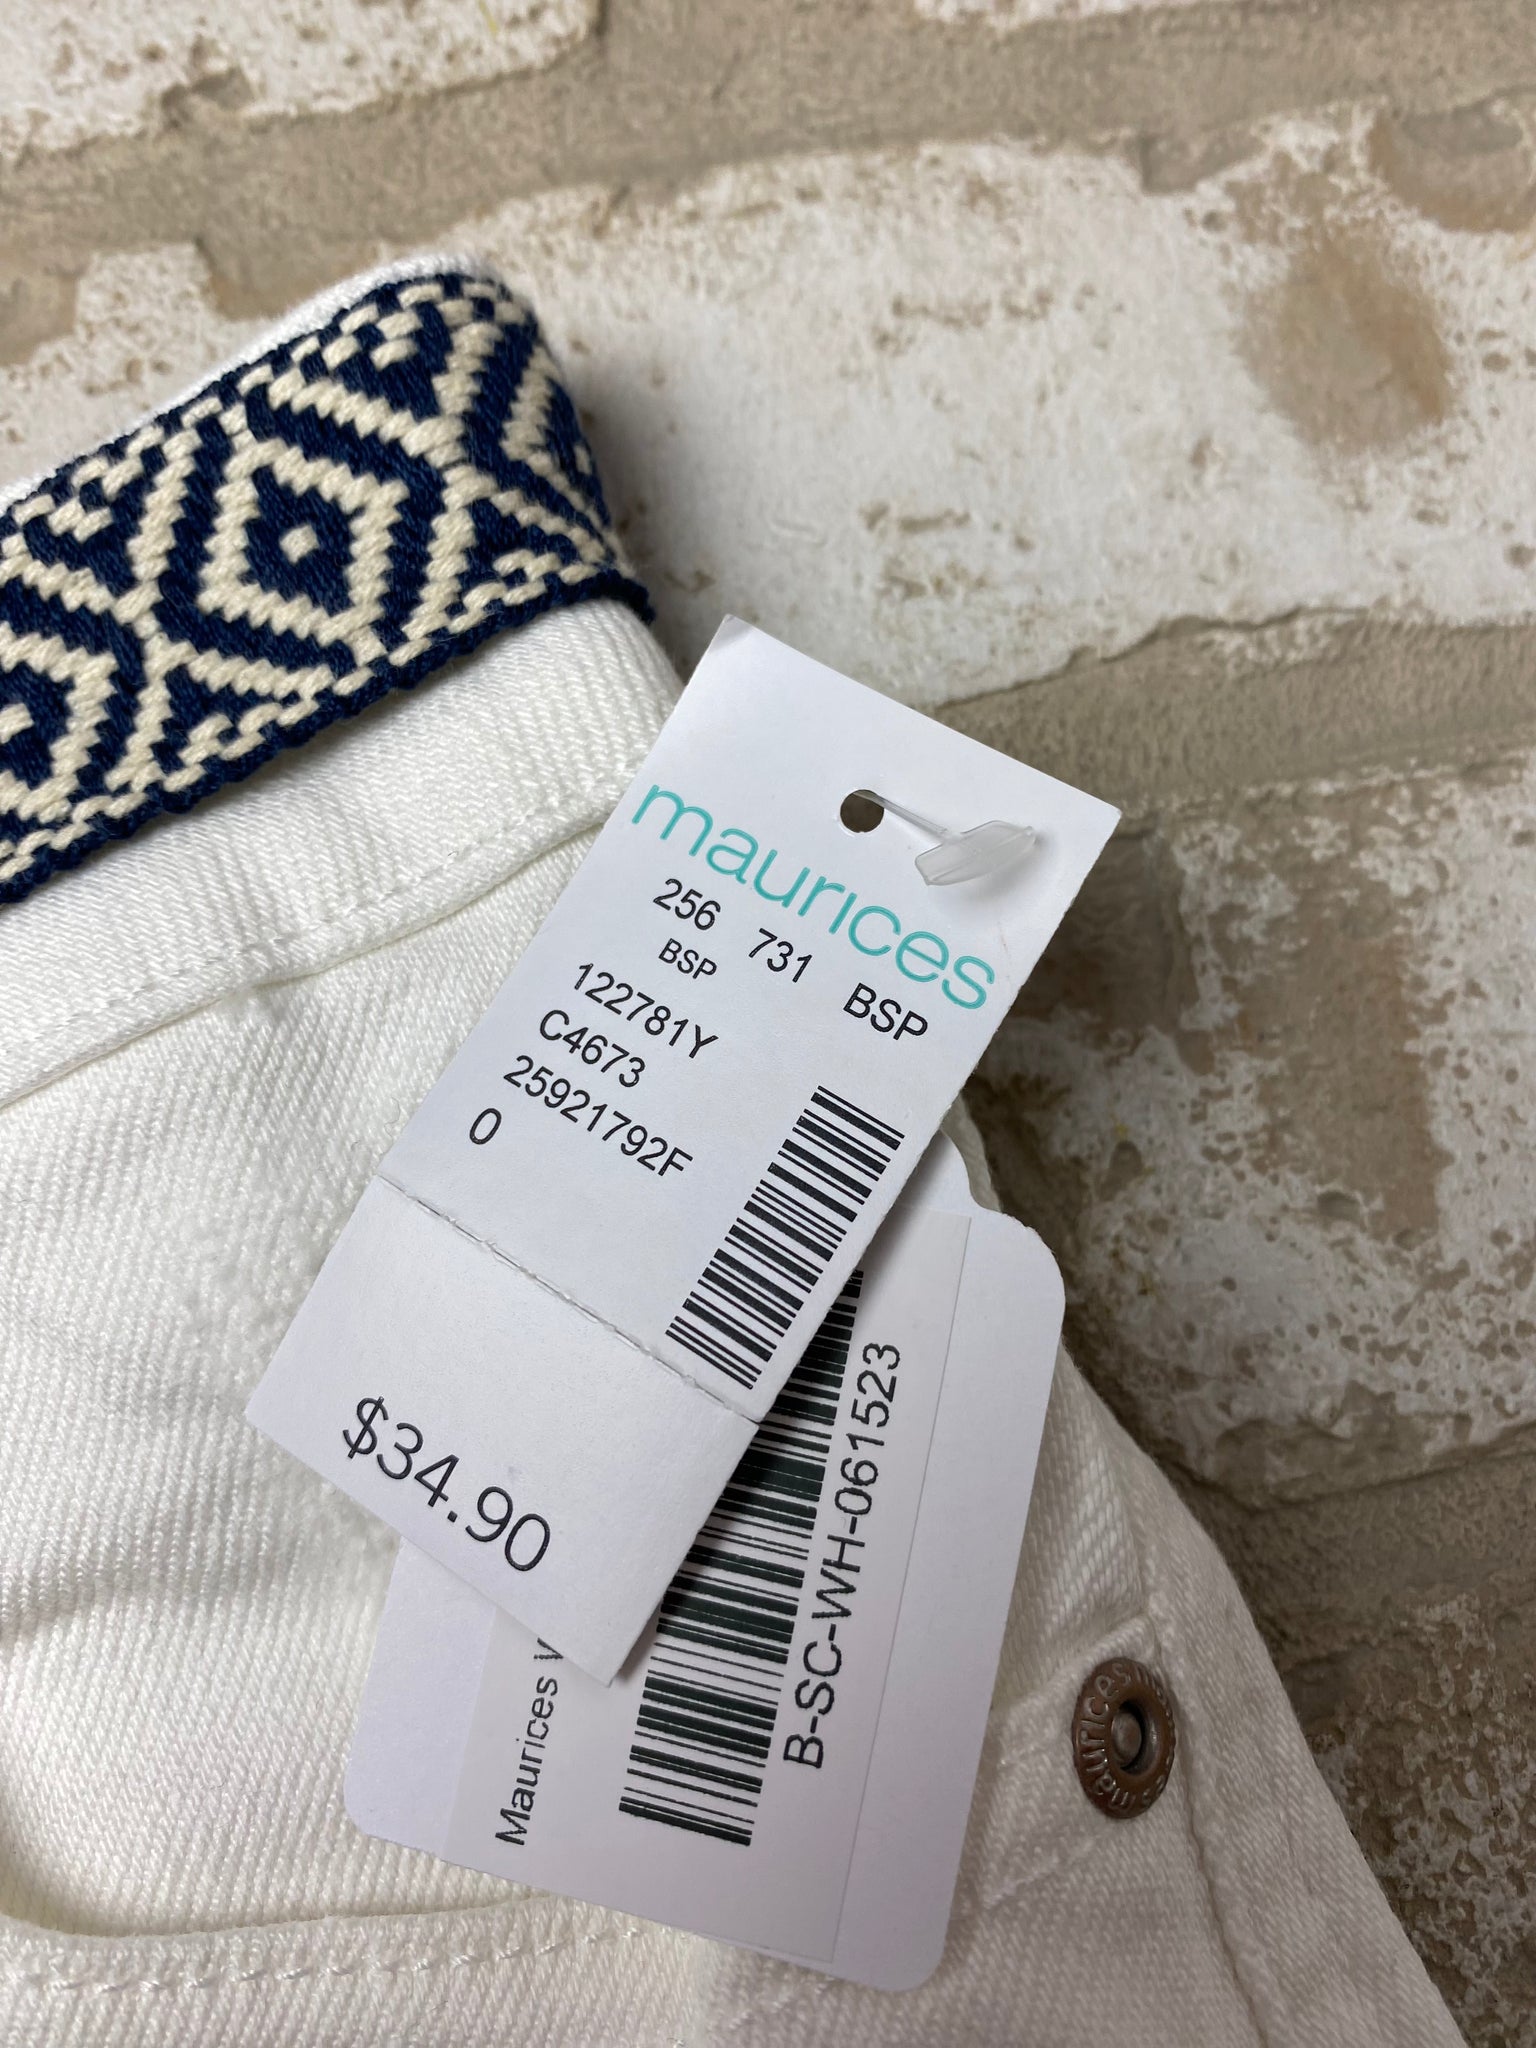 maurices
256 731 BSP
BSP
122781Y
C4673
25921792F
0
$34.90
Maurices
B-SC-WH-061523
maurices